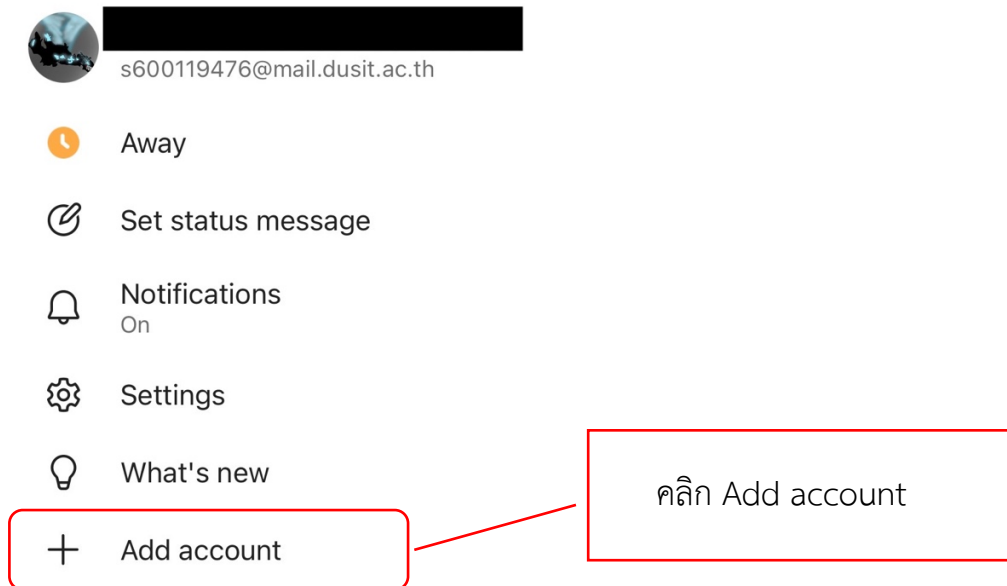 s600119476@mail.dusit.ac.th
Away
Set status message
Notifications
On
Settings
What's new
Add account
คลิก Add account